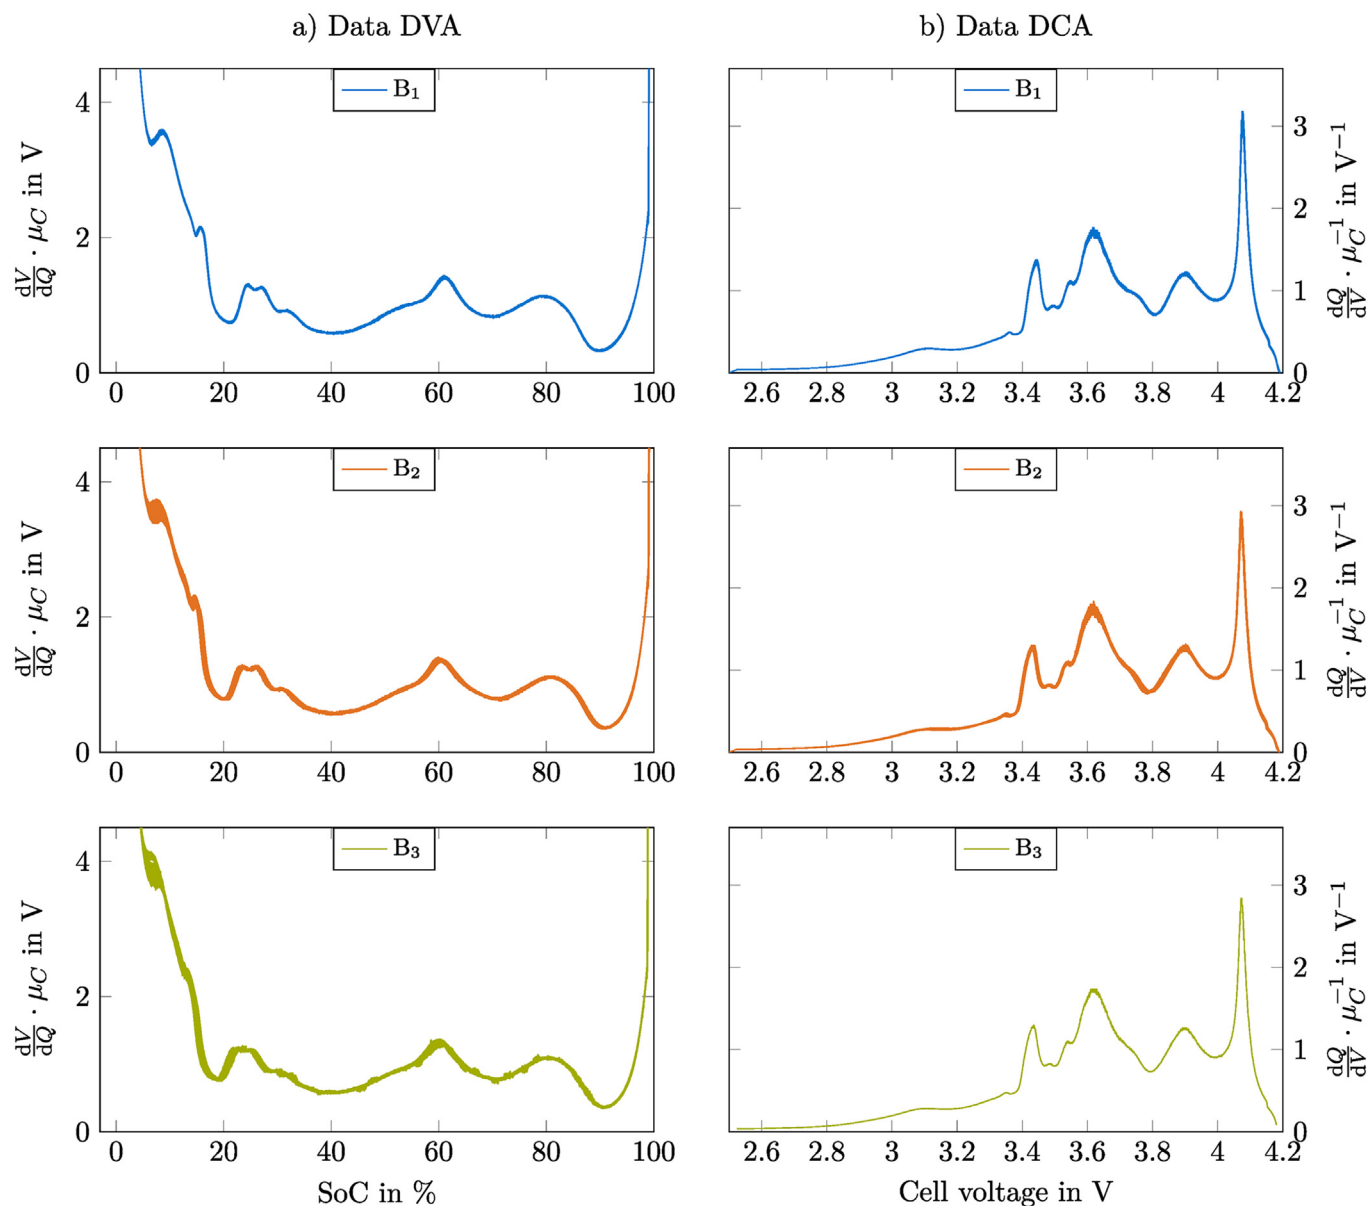 a) Data DVA
b) Data DCA
B₁
dV/dQ · μ_C in V
0 2 4
0 20 40 60 80 100
B₁
dQ/dV · μ_C⁻¹ in V⁻¹
0 1 2 3
2.6 2.8 3 3.2 3.4 3.6 3.8 4 4.2
B₂
dV/dQ · μ_C in V
0 2 4
0 20 40 60 80 100
B₂
dQ/dV · μ_C⁻¹ in V⁻¹
0 1 2 3
2.6 2.8 3 3.2 3.4 3.6 3.8 4 4.2
B₃
dV/dQ · μ_C in V
0 2 4
0 20 40 60 80 100
SoC in %
B₃
dQ/dV · μ_C⁻¹ in V⁻¹
0 1 2 3
2.6 2.8 3 3.2 3.4 3.6 3.8 4 4.2
Cell voltage in V